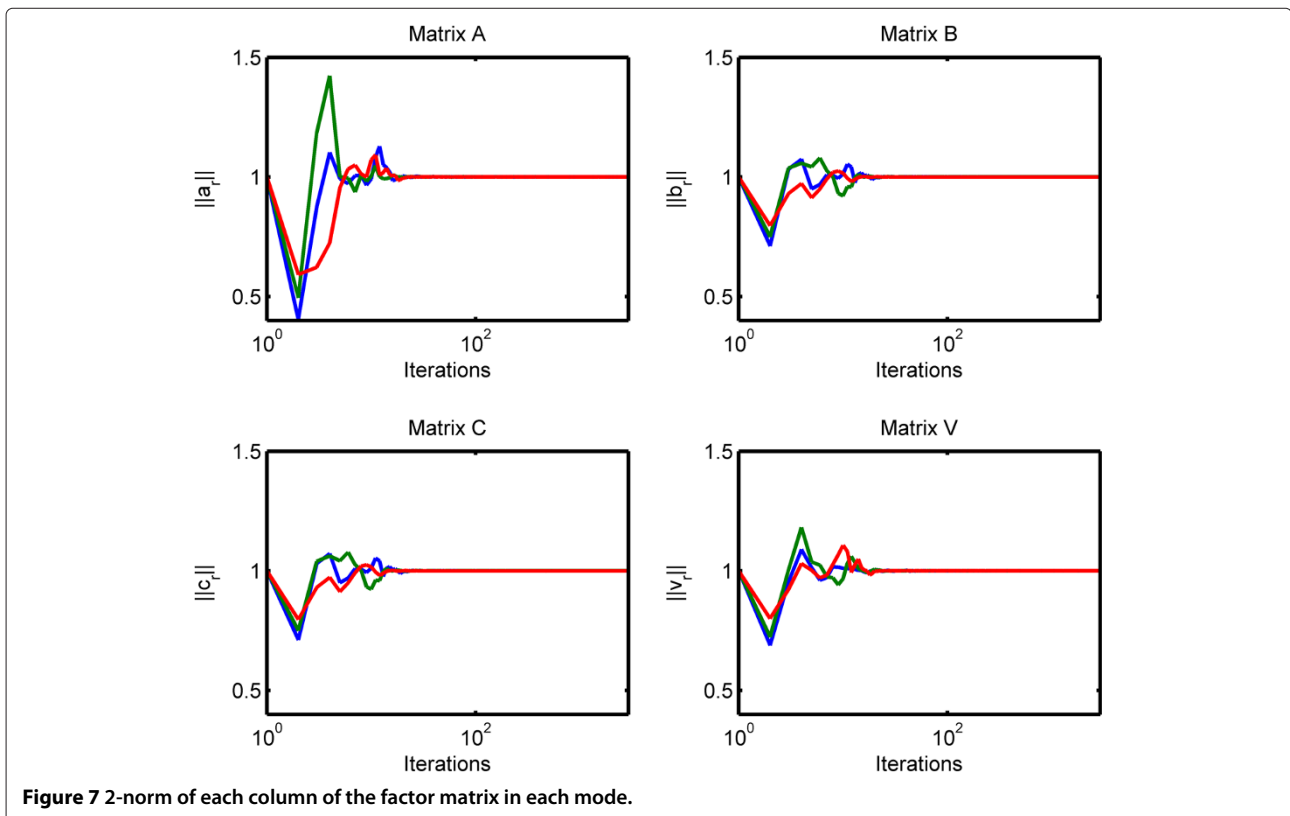 Matrix A
1.5
1
0.5
||a_r||
10^0
10^2
Iterations
Matrix B
1.5
1
0.5
||b_r||
10^0
10^2
Iterations
Matrix C
1.5
1
0.5
||c_r||
10^0
10^2
Iterations
Matrix V
1.5
1
0.5
||v_r||
10^0
10^2
Iterations
Figure 7 2-norm of each column of the factor matrix in each mode.